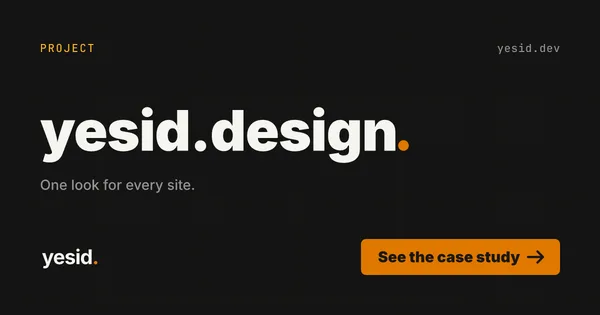 PROJECT
yesid.dev
yesid.design.
One look for every site.
yesid.
See the case study →